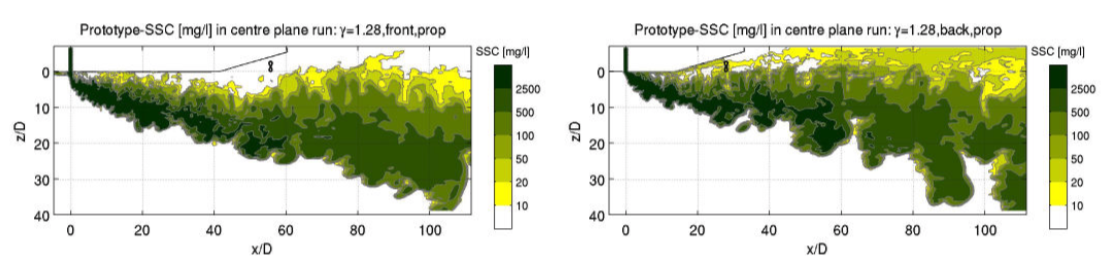 Prototype-SSC [mg/l] in centre plane run: γ=1.28,front,prop
SSC [mg/l]
0
10
20
30
40
z/D
2500
500
100
50
20
10
0 20 40 60 80 100
x/D
Prototype-SSC [mg/l] in centre plane run: γ=1.28,back,prop
SSC [mg/l]
0
10
20
30
40
z/D
2500
500
100
50
20
10
0 20 40 60 80 100
x/D